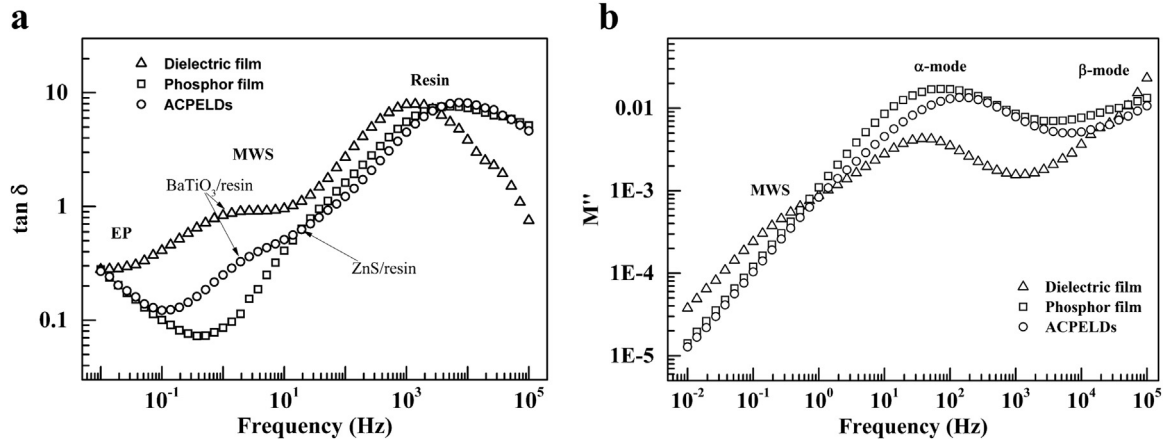 a
tan δ
10
1
0.1
Dielectric film
Phosphor film
ACPELDs
Resin
MWS
BaTiO₃/resin
EP
ZnS/resin
10⁻¹ 10¹ 10³ 10⁵
Frequency (Hz)
b
M''
0.01
1E-3
1E-4
1E-5
α-mode
β-mode
MWS
Dielectric film
Phosphor film
ACPELDs
10⁻² 10⁻¹ 10⁰ 10¹ 10² 10³ 10⁴ 10⁵
Frequency (Hz)